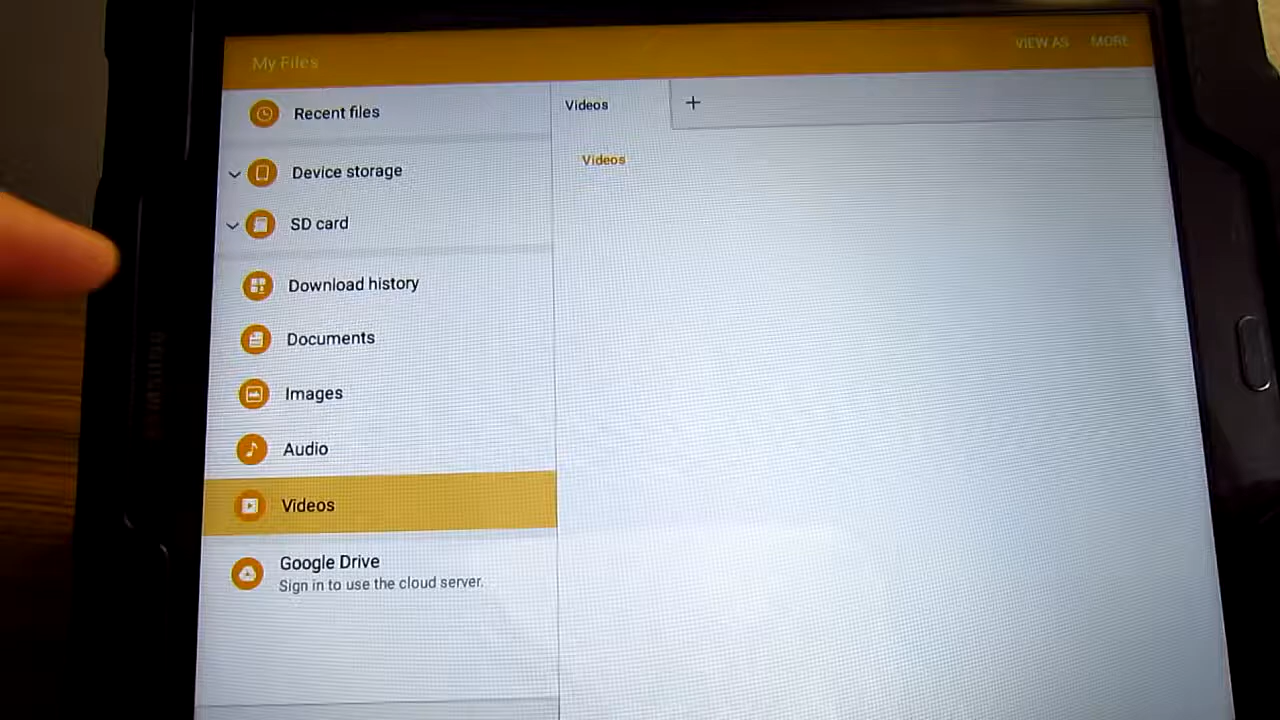 My Files
VIEW AS
MORE
Recent files
Device storage
SD card
Download history
Documents
Images
Audio
Videos
Google Drive
Sign in to use the cloud server.
Videos
+
Videos
SAMSUNG